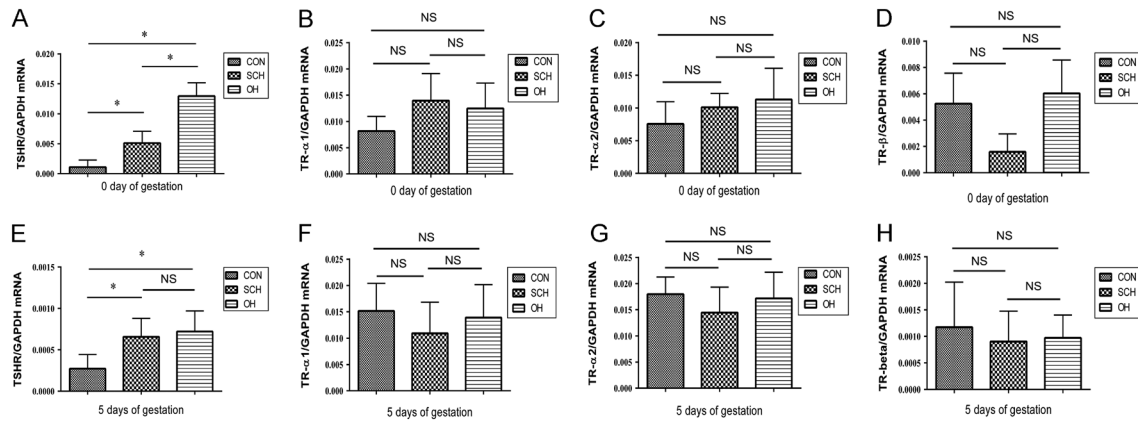 A
TSHR/GAPDH mRNA
0.020
0.015
0.010
0.005
0.000
*
*
*
CON
SCH
OH
0 day of gestation
B
TR-α1/GAPDH mRNA
0.025
0.020
0.015
0.010
0.005
0.000
NS
NS
NS
CON
SCH
OH
0 day of gestation
C
TR-α2/GAPDH mRNA
0.020
0.015
0.010
0.005
0.000
NS
NS
NS
CON
SCH
OH
0 day of gestation
D
TR-β/GAPDH mRNA
0.010
0.008
0.006
0.004
0.002
0.000
NS
NS
NS
CON
SCH
OH
0 day of gestation
E
TSHR/GAPDH mRNA
0.0015
0.0010
0.0005
0.0000
*
*
NS
CON
SCH
OH
5 days of gestation
F
TR-α1/GAPDH mRNA
0.025
0.020
0.015
0.010
0.005
0.000
NS
NS
NS
CON
SCH
OH
5 days of gestation
G
TR-α2/GAPDH mRNA
0.025
0.020
0.015
0.010
0.005
0.000
NS
NS
NS
CON
SCH
OH
5 days of gestation
H
TR-beta/GAPDH mRNA
0.0025
0.0020
0.0015
0.0010
0.0005
0.0000
NS
NS
NS
CON
SCH
OH
5 days of gestation